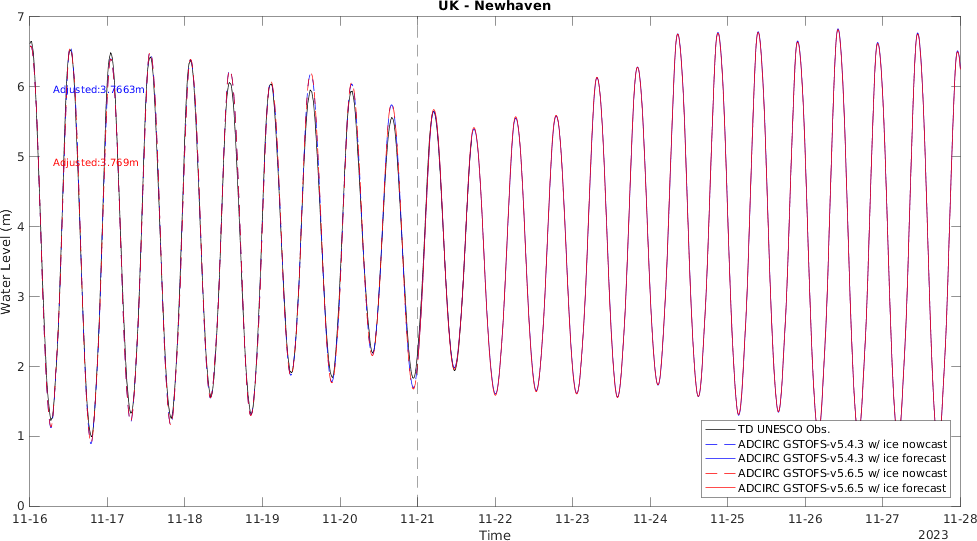 UK - Newhaven
7
6
5
4
3
2
1
0
Water Level (m)
Adjusted:3.7663m
Adjusted:3.769m
TD UNESCO Obs.
ADCIRC GSTOFS-v5.4.3 w/ ice nowcast
ADCIRC GSTOFS-v5.4.3 w/ ice forecast
ADCIRC GSTOFS-v5.6.5 w/ ice nowcast
ADCIRC GSTOFS-v5.6.5 w/ ice forecast
11-16 11-17 11-18 11-19 11-20 11-21 11-22 11-23 11-24 11-25 11-26 11-27 11-28
Time
2023